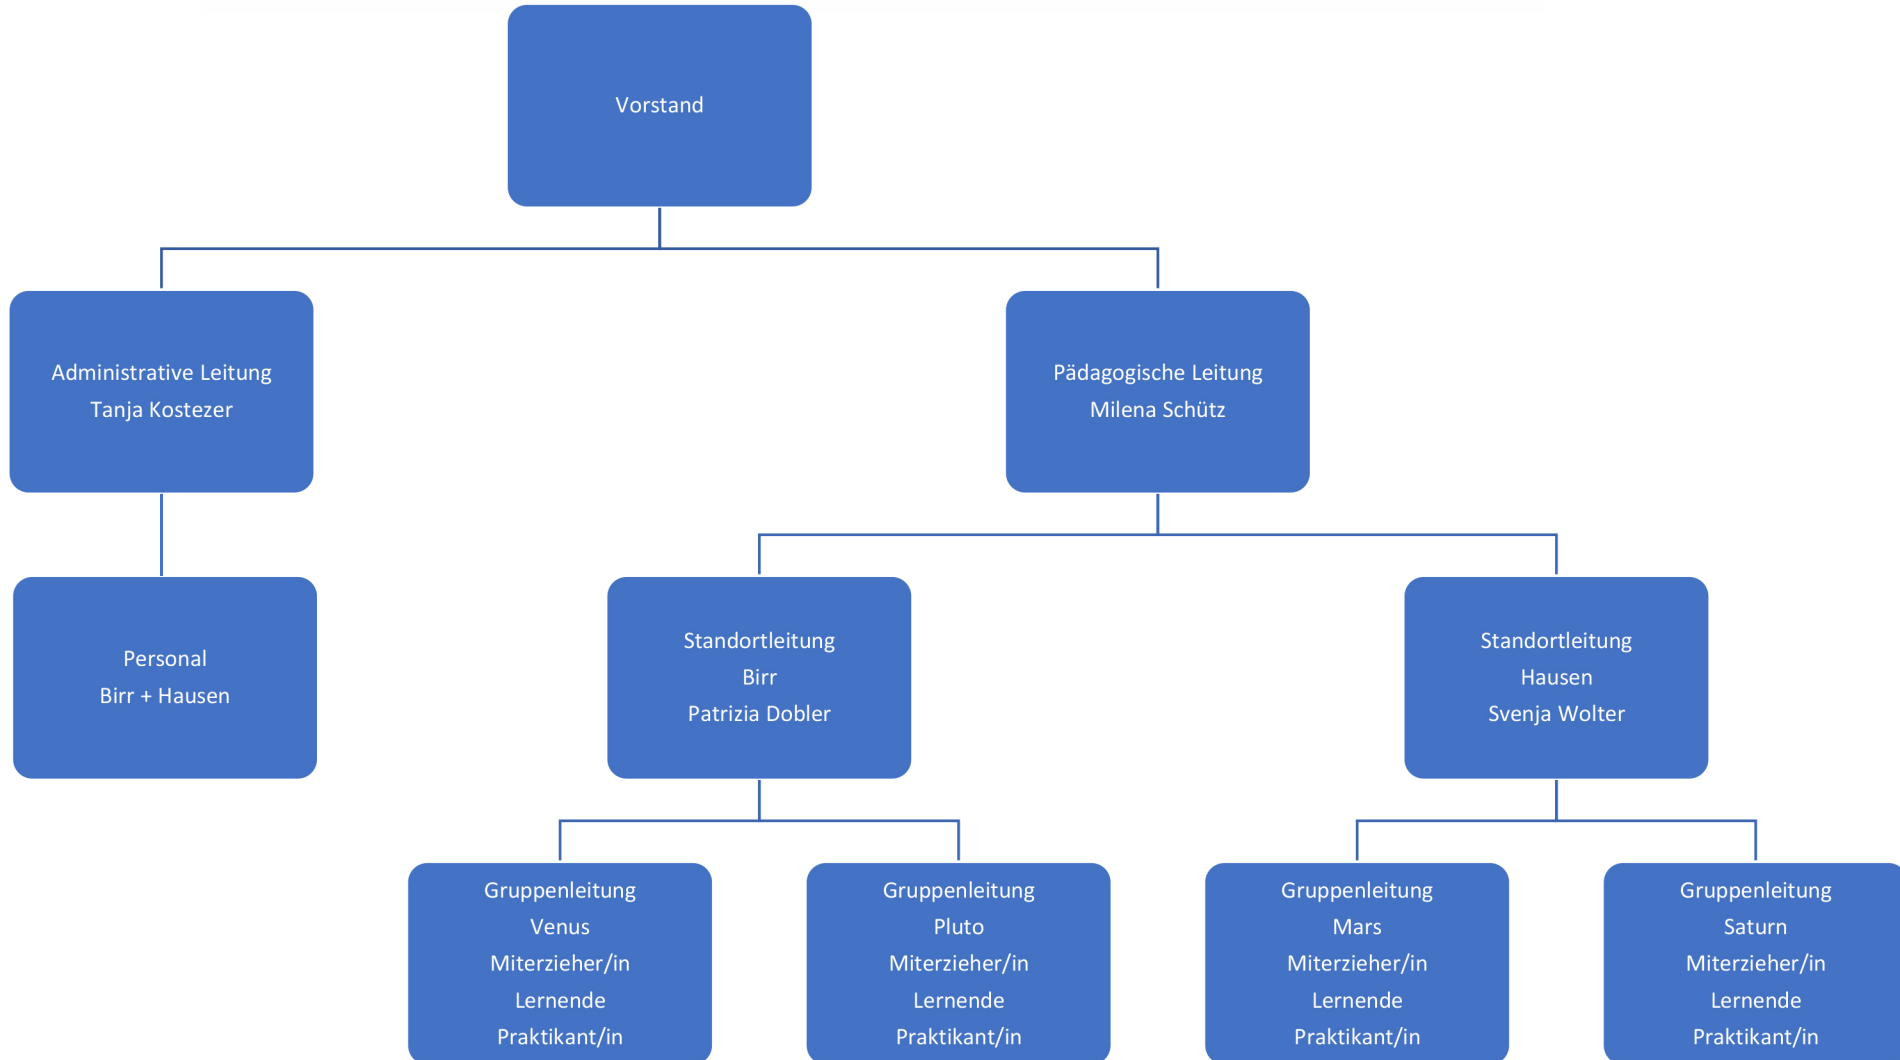 Vorstand
Administrative Leitung
Tanja Kostezer
Pädagogische Leitung
Milena Schütz
Personal
Birr + Hausen
Standortleitung
Birr
Patrizia Dobler
Standortleitung
Hausen
Svenja Wolter
Gruppenleitung
Venus
Miterzieher/in
Lernende
Praktikant/in
Gruppenleitung
Pluto
Miterzieher/in
Lernende
Praktikant/in
Gruppenleitung
Mars
Miterzieher/in
Lernende
Praktikant/in
Gruppenleitung
Saturn
Miterzieher/in
Lernende
Praktikant/in